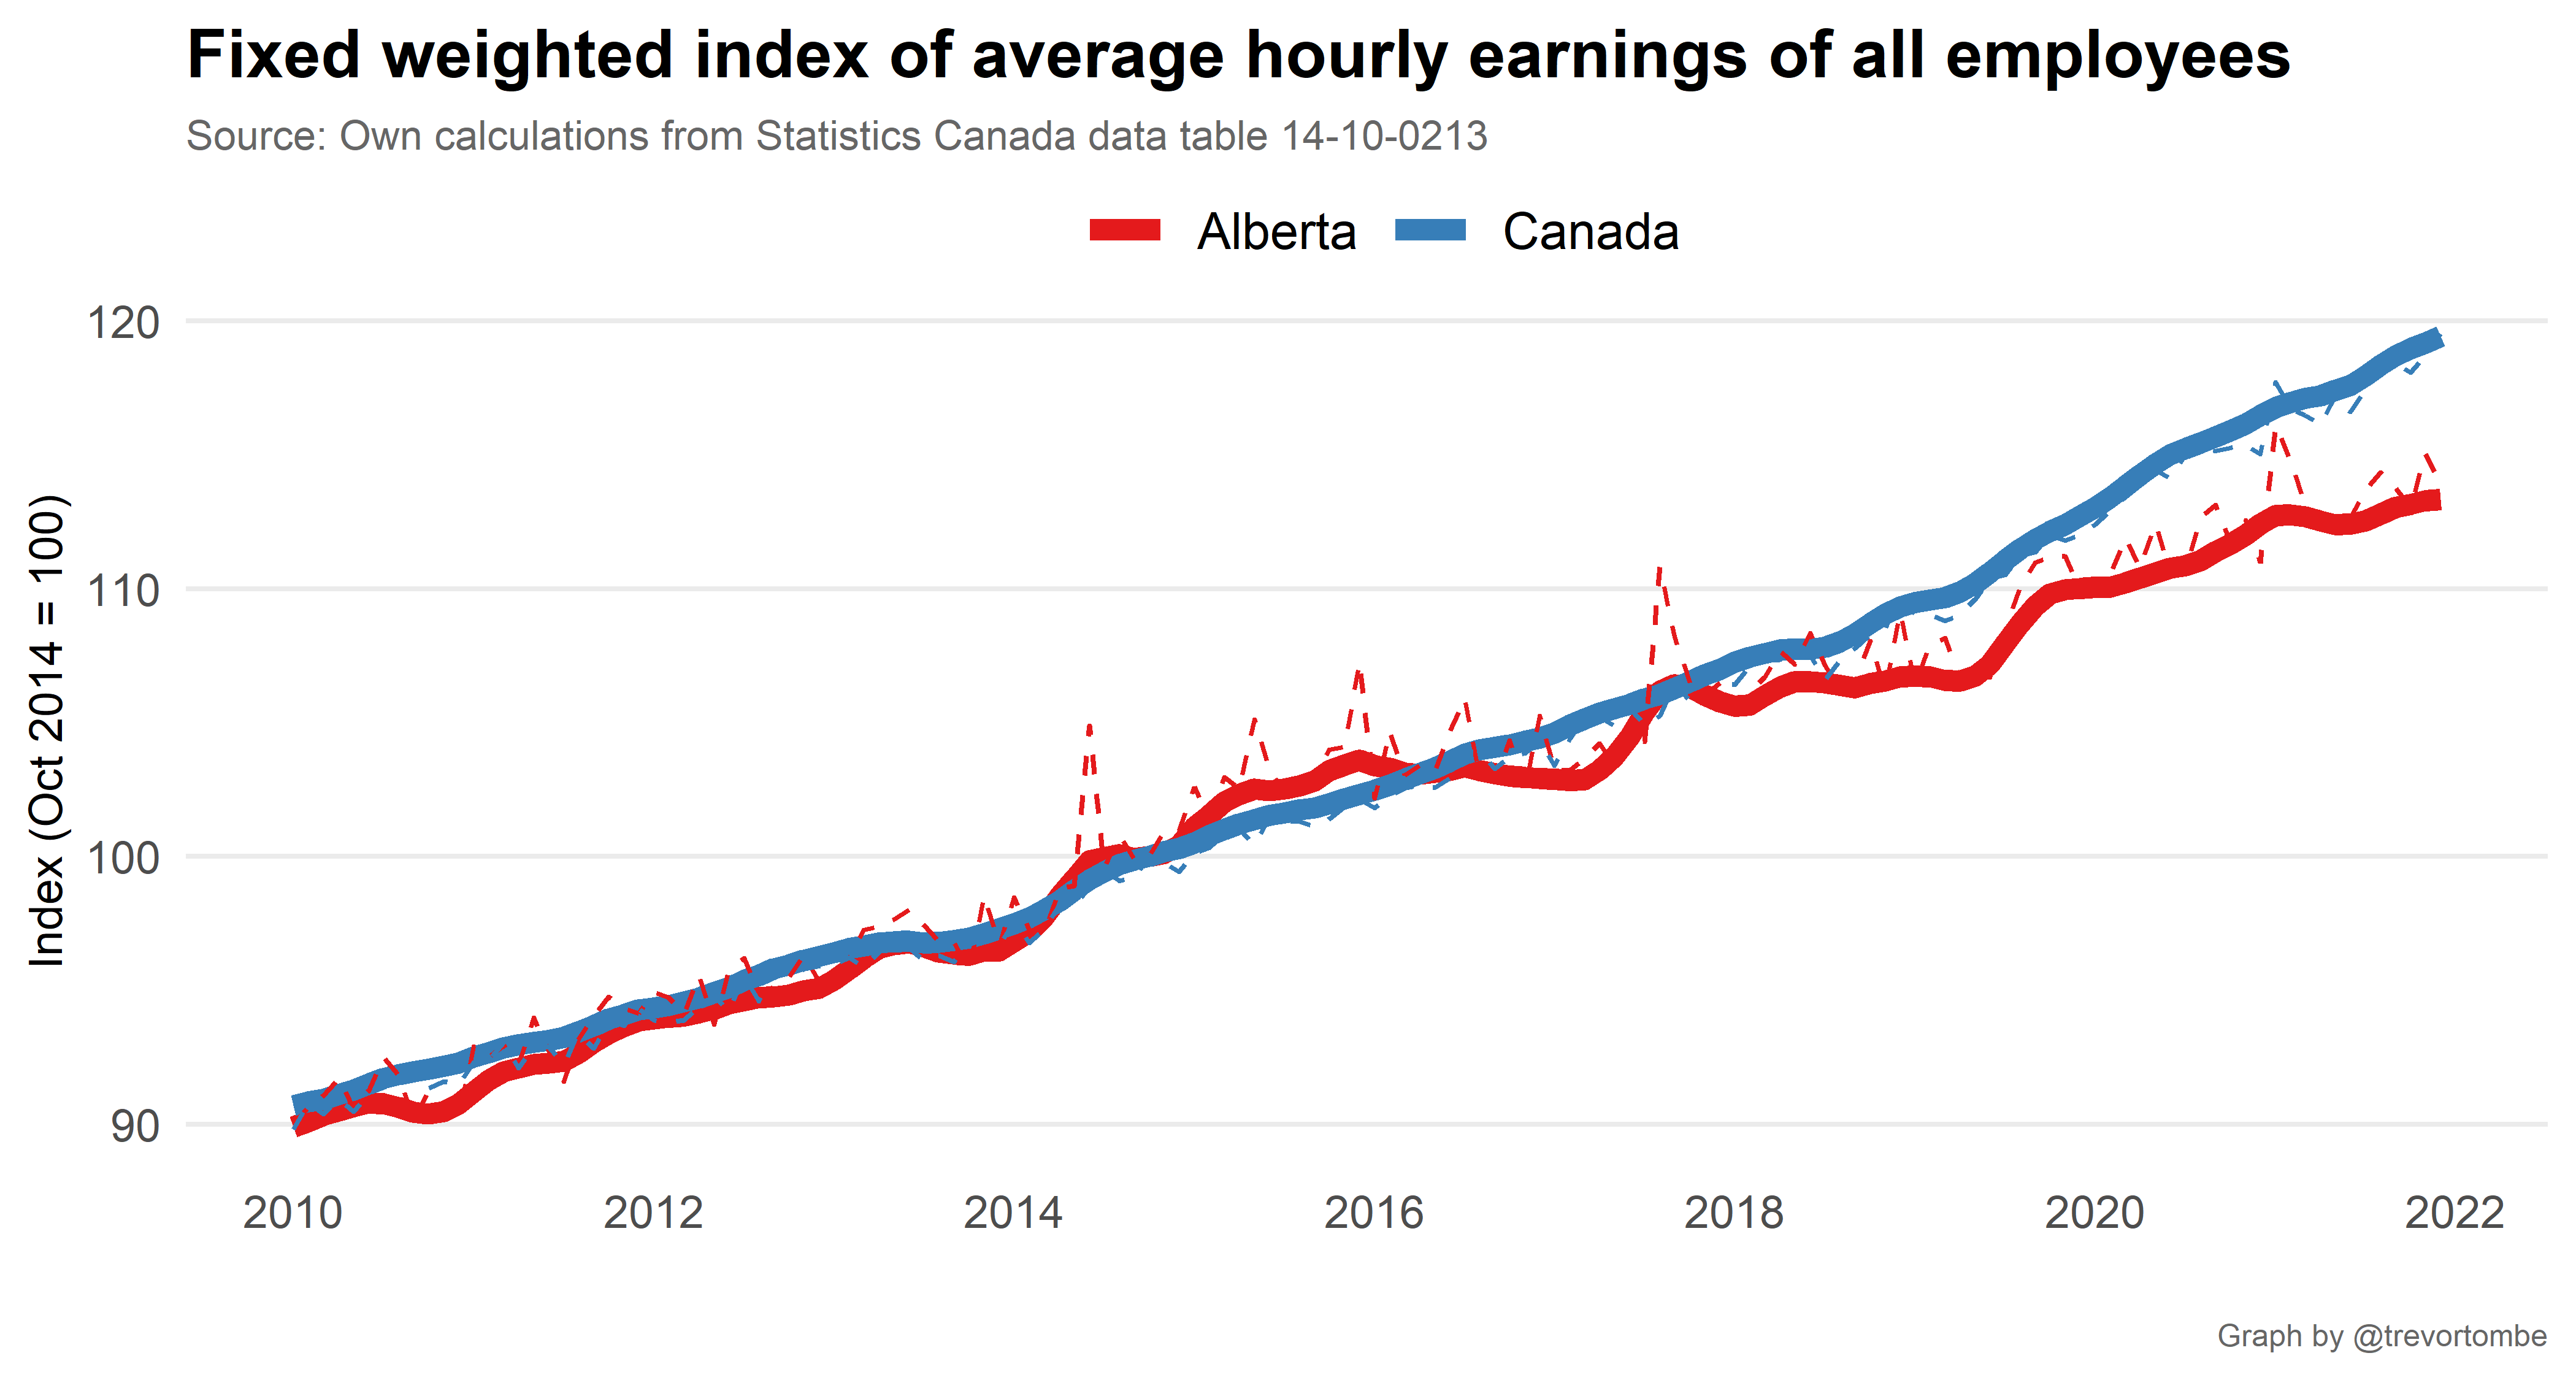 Fixed weighted index of average hourly earnings of all employees
Source: Own calculations from Statistics Canada data table 14-10-0213
Alberta Canada
Index (Oct 2014 = 100)
120
110
100
90
2010 2012 2014 2016 2018 2020 2022
Graph by @trevortombe